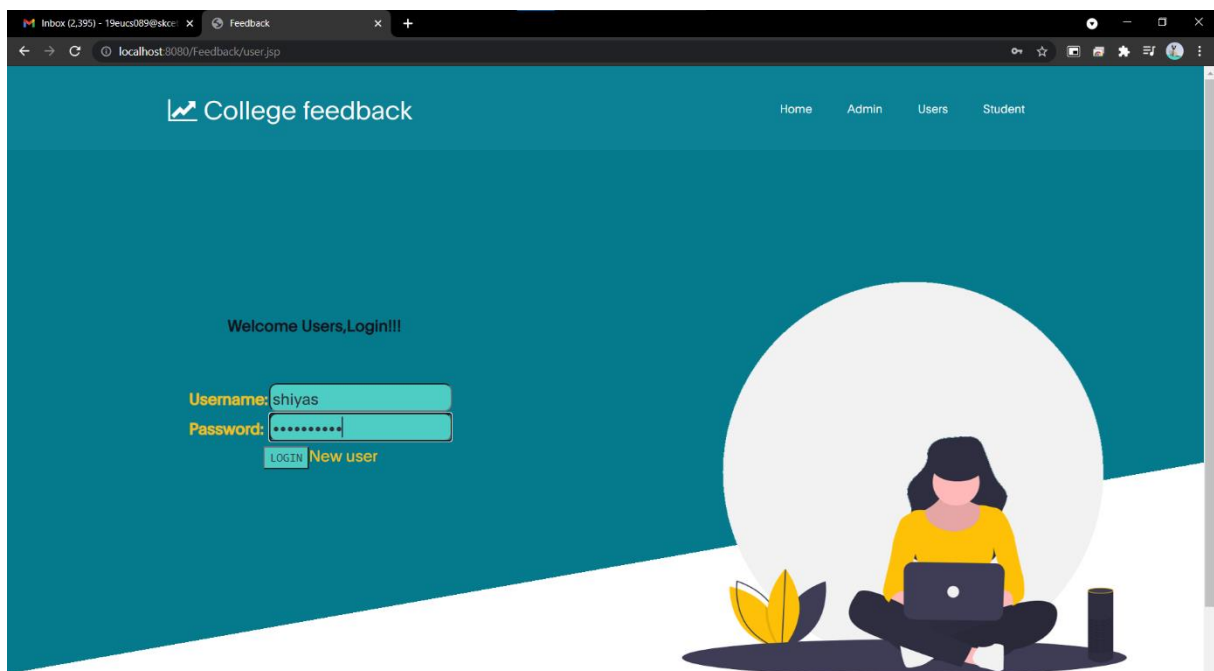 Inbox (2,395) - 19eucs089@skcet
Feedback
localhost:8080/Feedback/user.jsp
College feedback
Home Admin Users Student
Welcome Users,Login!!!
Username: shiyas
Password: ••••••••••
LOGIN New user